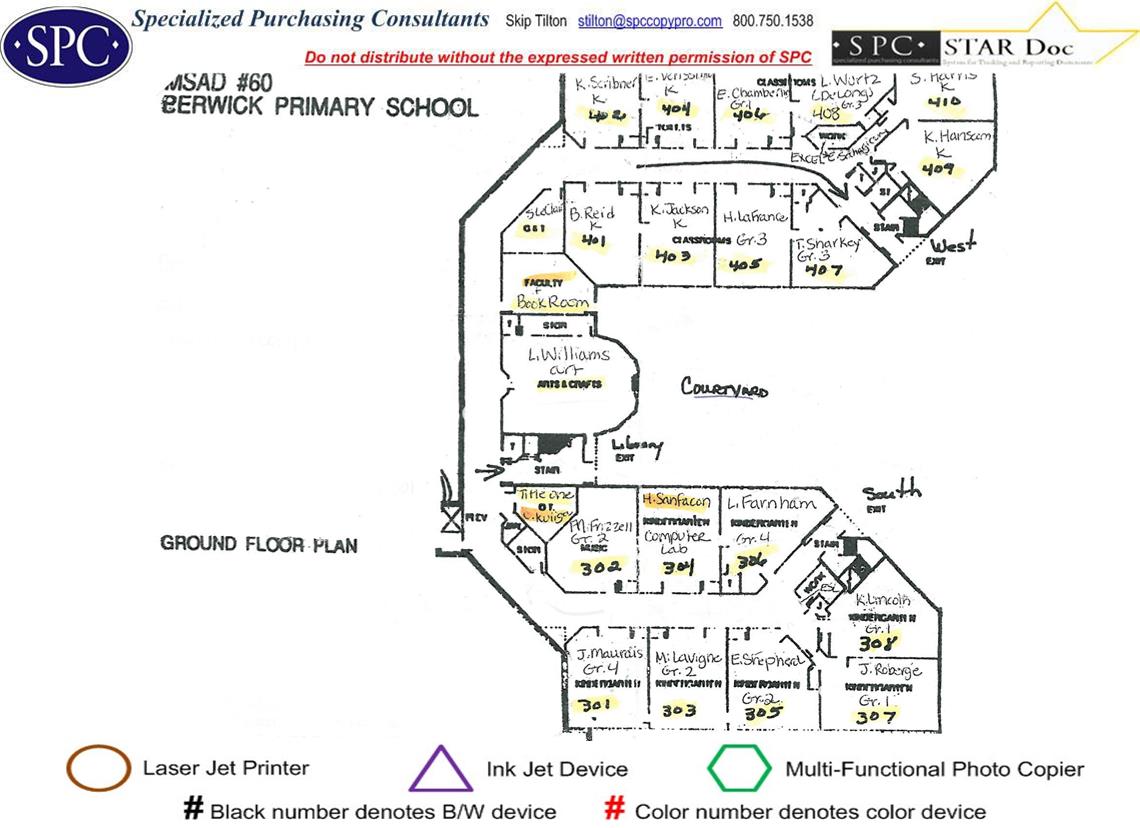 SPC
Specialized Purchasing Consultants Skip Tilton stilton@spccopypro.com 800.750.1538
Do not distribute without the expressed written permission of SPC
SPC STAR Doc
specialized purchasing consultants System for Tracking and Reporting Documents
MSAD #60
BERWICK PRIMARY SCHOOL
K. Scribner
K
402
K
404
TOILETS
E. Chamberlin
Gr. 1
406
CLASSROOMS
L. Wurtz
L. DeLong
Gr. 3
408
WORK
S. Harris
K
410
K. Hanscom
K
409
ST
STAIR
West
EXIT
S. LeClair
G&T
B. Reid
K
401
K. Jackson
K
CLASSROOMS
403
H. LaFrance
Gr. 3
405
T. Sharkey
Gr. 3
407
FACULTY
+
Book Room
T
STOR
L. Williams
art
ARTS & CRAFTS
COURTYARD
T
Library
EXIT
STAIR
Title One
OT.
STOR
M. Frizzell
Gr. 2
MUSIC
302
H. Sanfacon
KINDERGARTEN
Computer
Lab
304
L. Farnham
KINDERGARTEN
Gr. 4
306
T
South
EXIT
STAIR
WORK
ESL
ELEV
GROUND FLOOR PLAN
K. Lincoln
KINDERGARTEN
Gr. 1
308
J. Maurais
Gr. 4
KINDERGARTEN
301
M. Lavigne
Gr. 2
KINDERGARTEN
303
E. Shepherd
KINDERGARTEN
Gr. 2
305
J. Roberge
KINDERGARTEN
Gr. 1
307
Laser Jet Printer Ink Jet Device Multi-Functional Photo Copier
# Black number denotes B/W device # Color number denotes color device